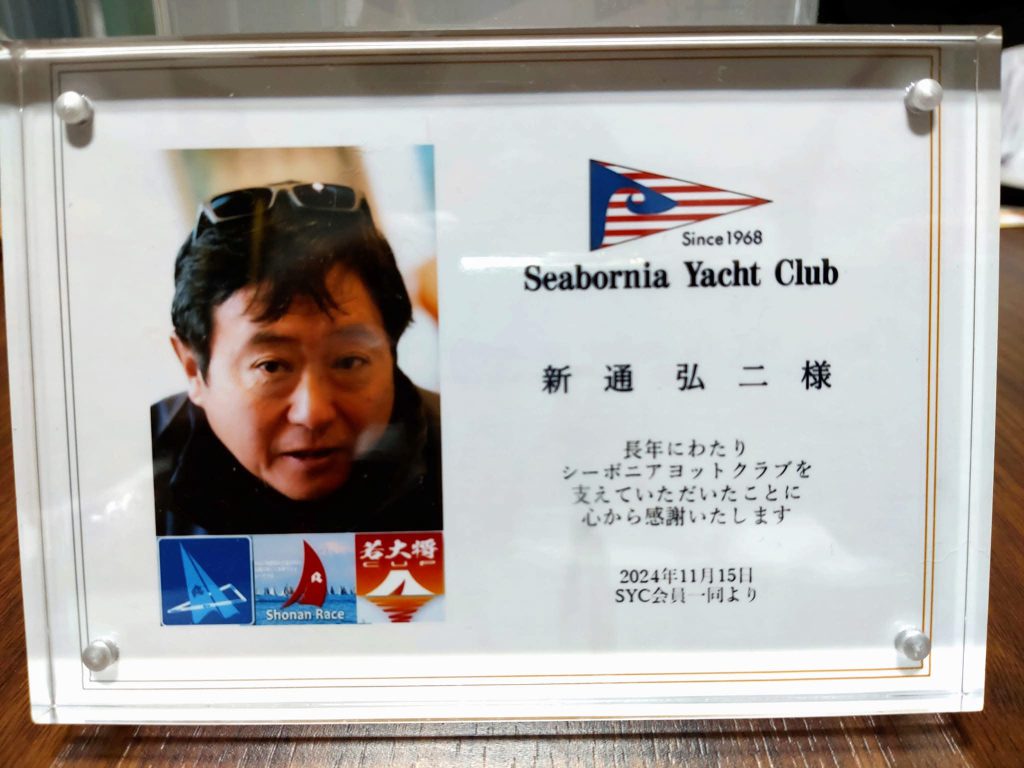 Since1968
Seabornia Yacht Club
新通弘二様
長年にわたり
シーボニアヨットクラブを
支えていただいたことに
心から感謝いたします
2024年11月15日
SYC会員一同より
Shonan Race
若大将
CUP